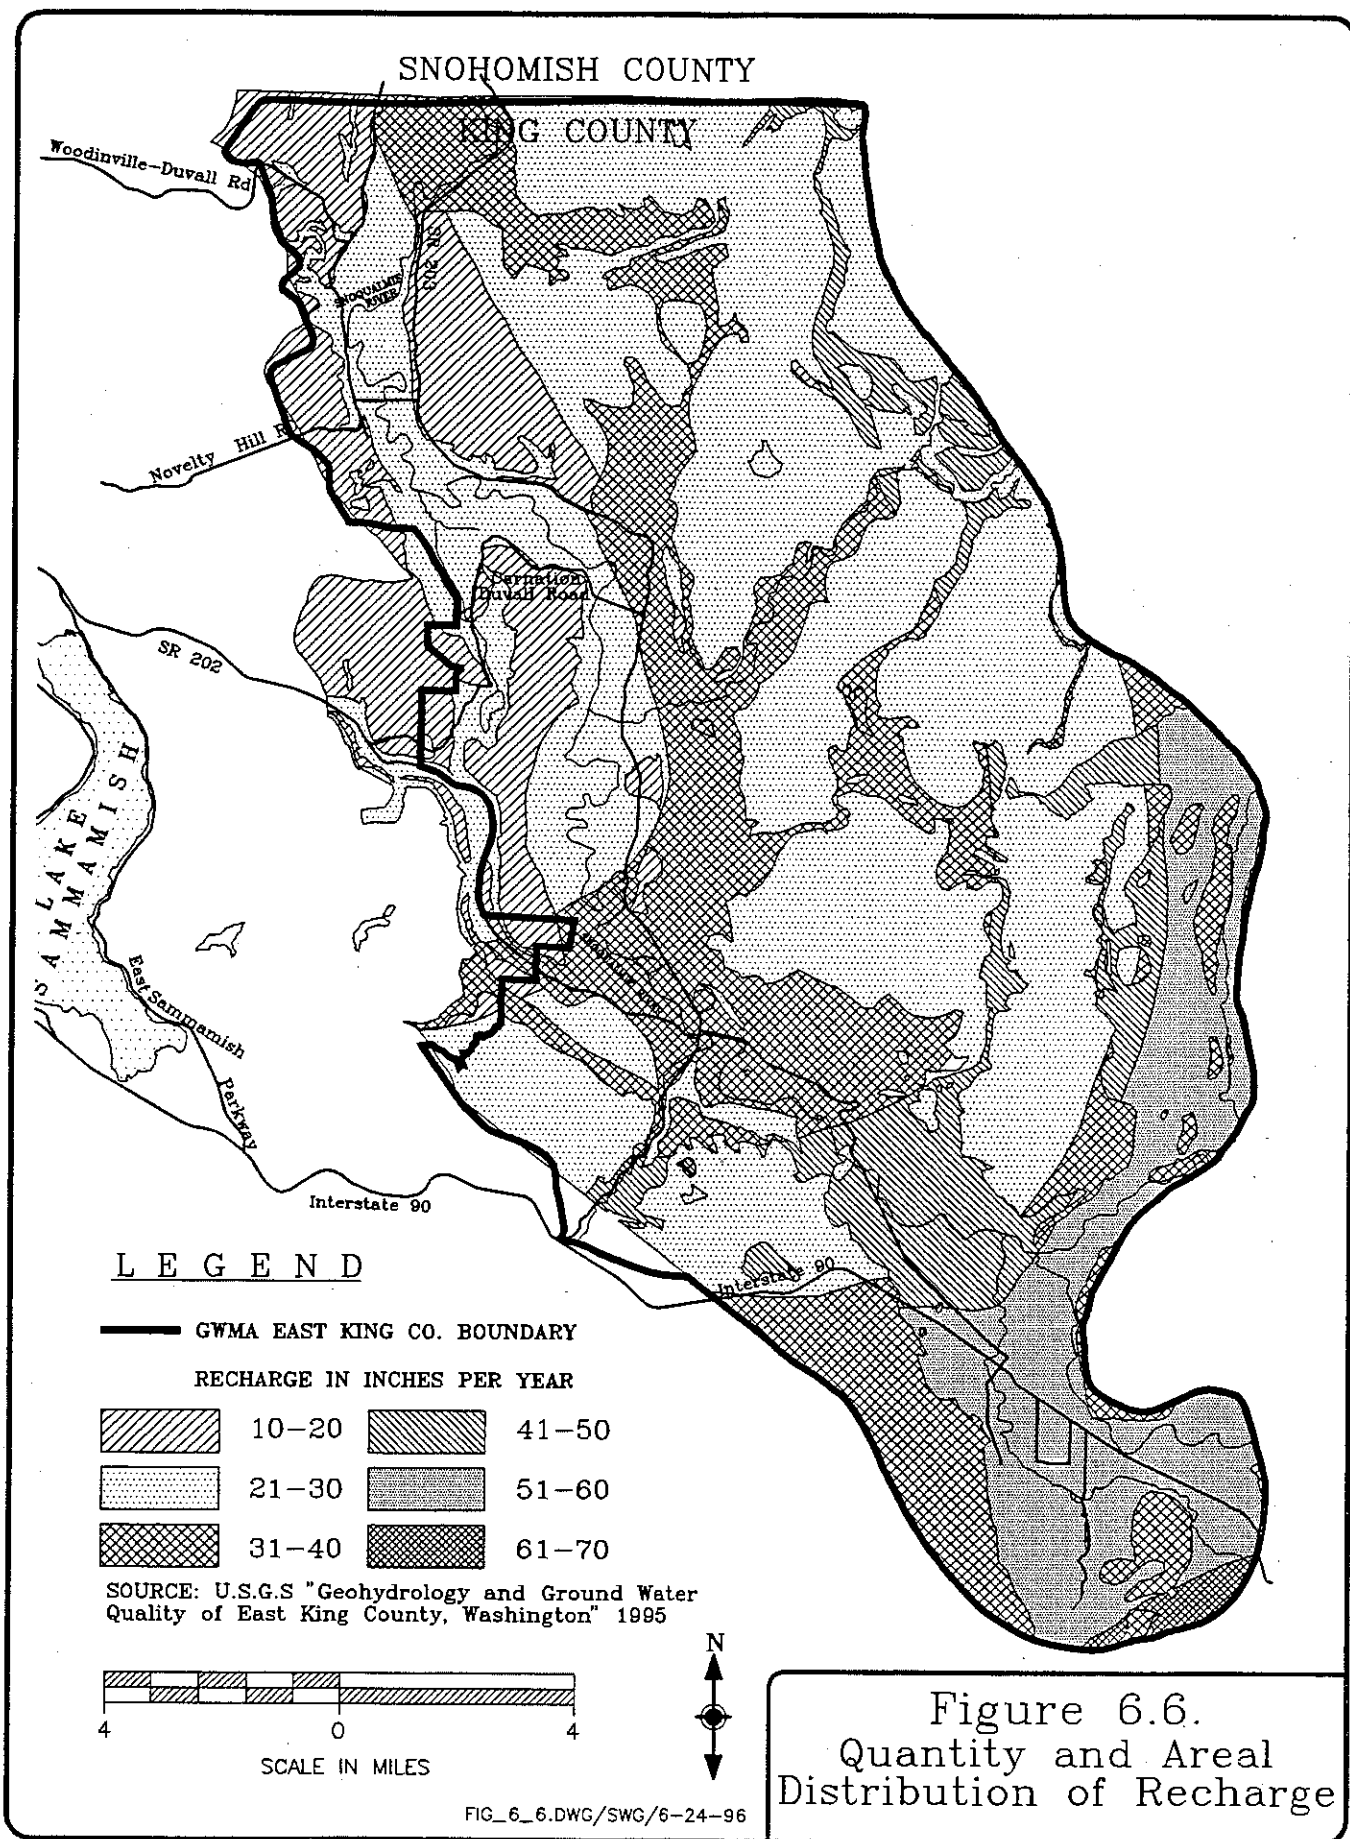 SNOHOMISH COUNTY
KING COUNTY
Woodinville-Duvall Rd
SR 203
SNOQUALMIE
RIVER
Novelty Hill R
Carnation
Duvall Road
SR 202
LAKE
SAMMAMISH
East Sammamish
Parkway
Interstate 90
Interstate 90
LEGEND
GWMA EAST KING CO. BOUNDARY
RECHARGE IN INCHES PER YEAR
10-20 41-50
21-30 51-60
31-40 61-70
SOURCE: U.S.G.S "Geohydrology and Ground Water
Quality of East King County, Washington" 1995
4 0 4
SCALE IN MILES
N
FIG_6_6.DWG/SWG/6-24-96
Figure 6.6.
Quantity and Areal
Distribution of Recharge